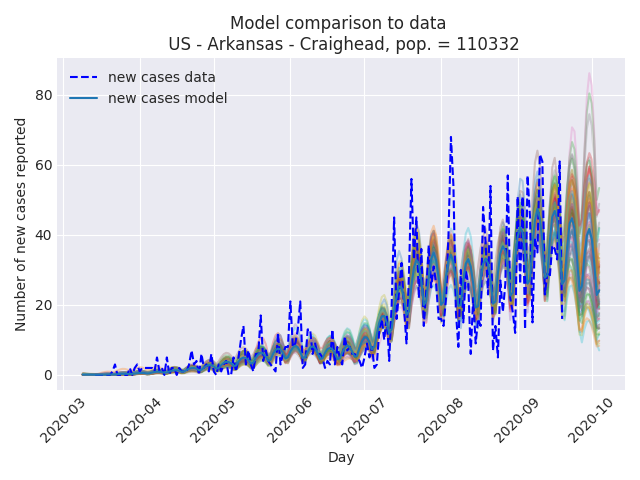 Model comparison to data
US - Arkansas - Craighead, pop. = 110332
new cases data
new cases model
Number of new cases reported
80
60
40
20
0
2020-03
2020-04
2020-05
2020-06
2020-07
2020-08
2020-09
2020-10
Day